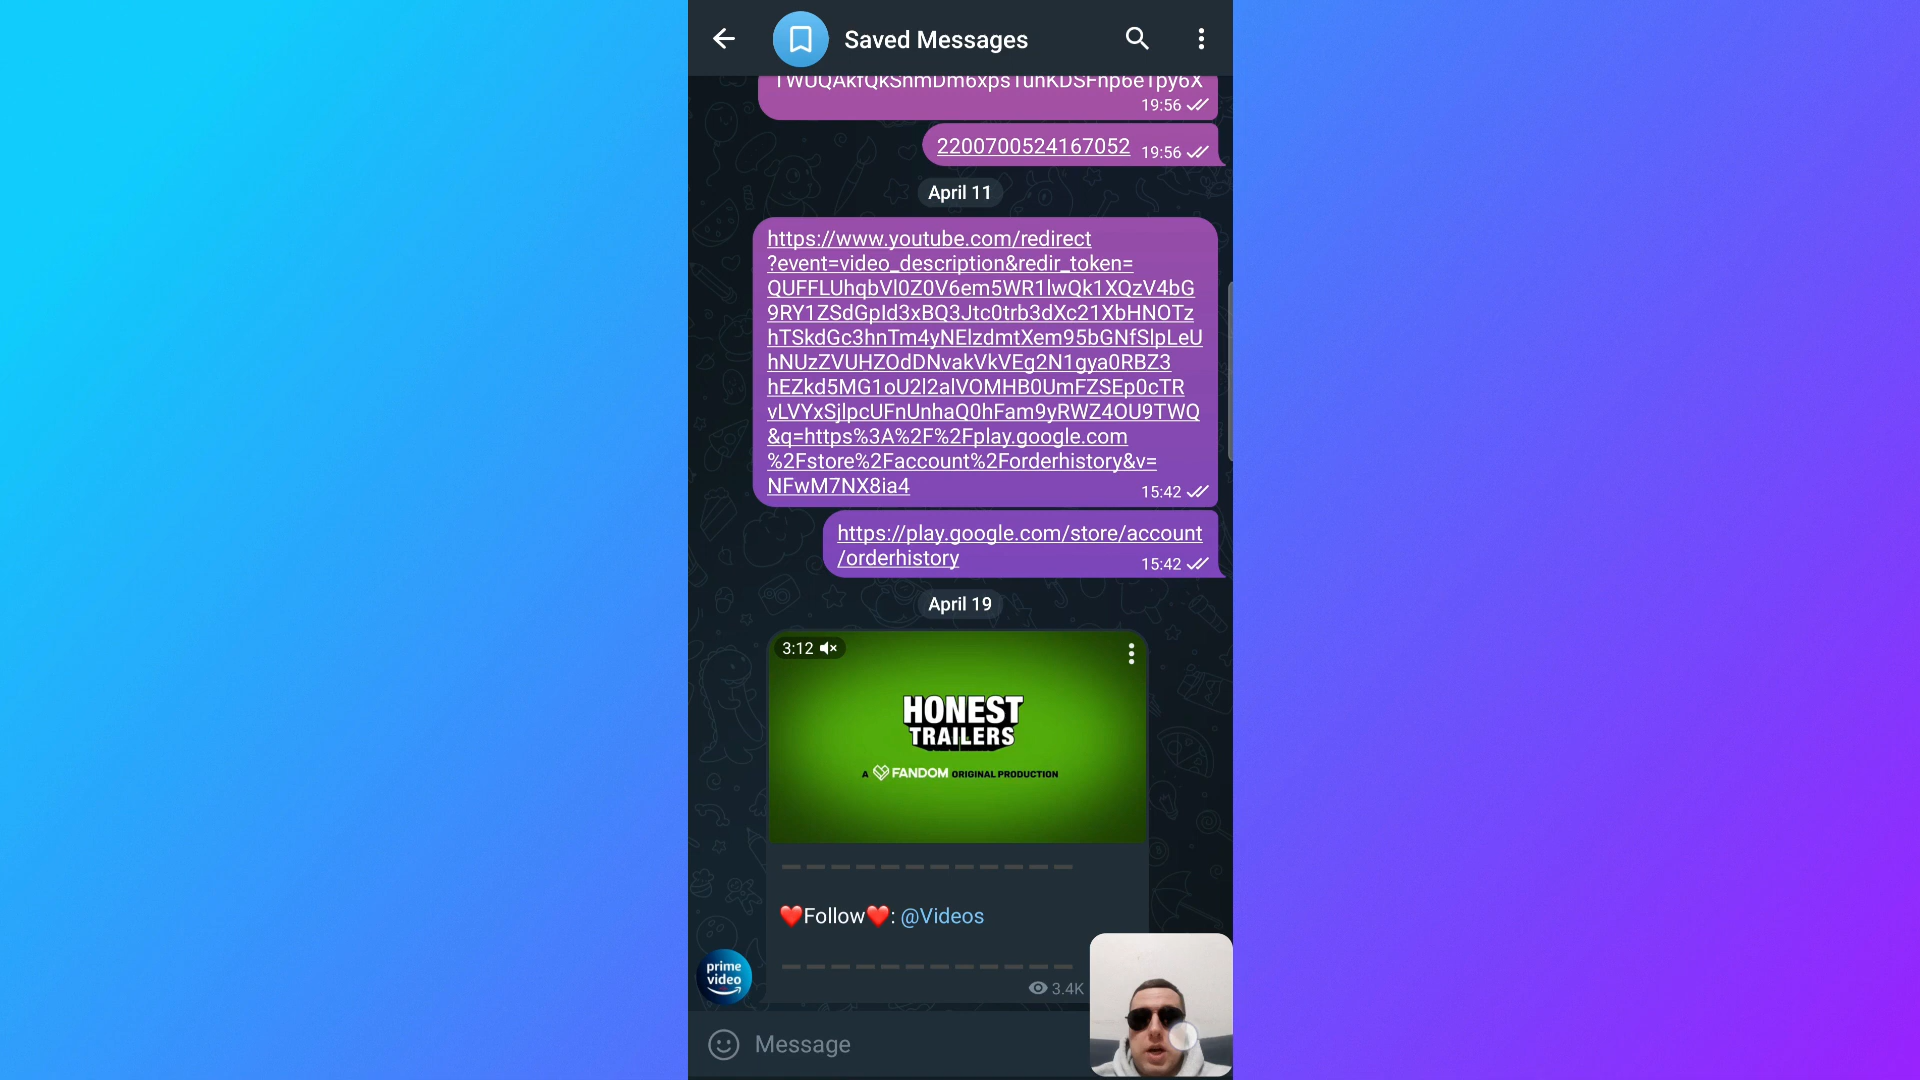 Saved Messages
19:56
2200700524167052 19:56
April 11
https://www.youtube.com/redirect
?event=video_description&redir_token=
QUFFLUhqbVl0Z0V6em5WR1lwQk1XQzV4bG
9RY1ZSdGpId3xBQ3Jtc0trb3dXc21XbHNOTz
hTSkdGc3hnTm4yNElzdmtXem95bGNfSlpLeU
hNUzZVUHZOdDNvakVkVEg2N1gya0RBZ3
hEZkd5MG1oU2l2alVOMHB0UmFZSEp0cTR
vLVYxSjlpcUFnUnhaQ0hFam9yRWZ4OU9TWQ
&q=https%3A%2F%2Fplay.google.com
%2Fstore%2Faccount%2Forderhistory&v=
NFwM7NX8ia4
15:42
https://play.google.com/store/account
/orderhistory
15:42
April 19
3:12
HONEST
TRAILERS
A FANDOM ORIGINAL PRODUCTION
❤️Follow❤️: @Videos
prime
video
3.4K
Message